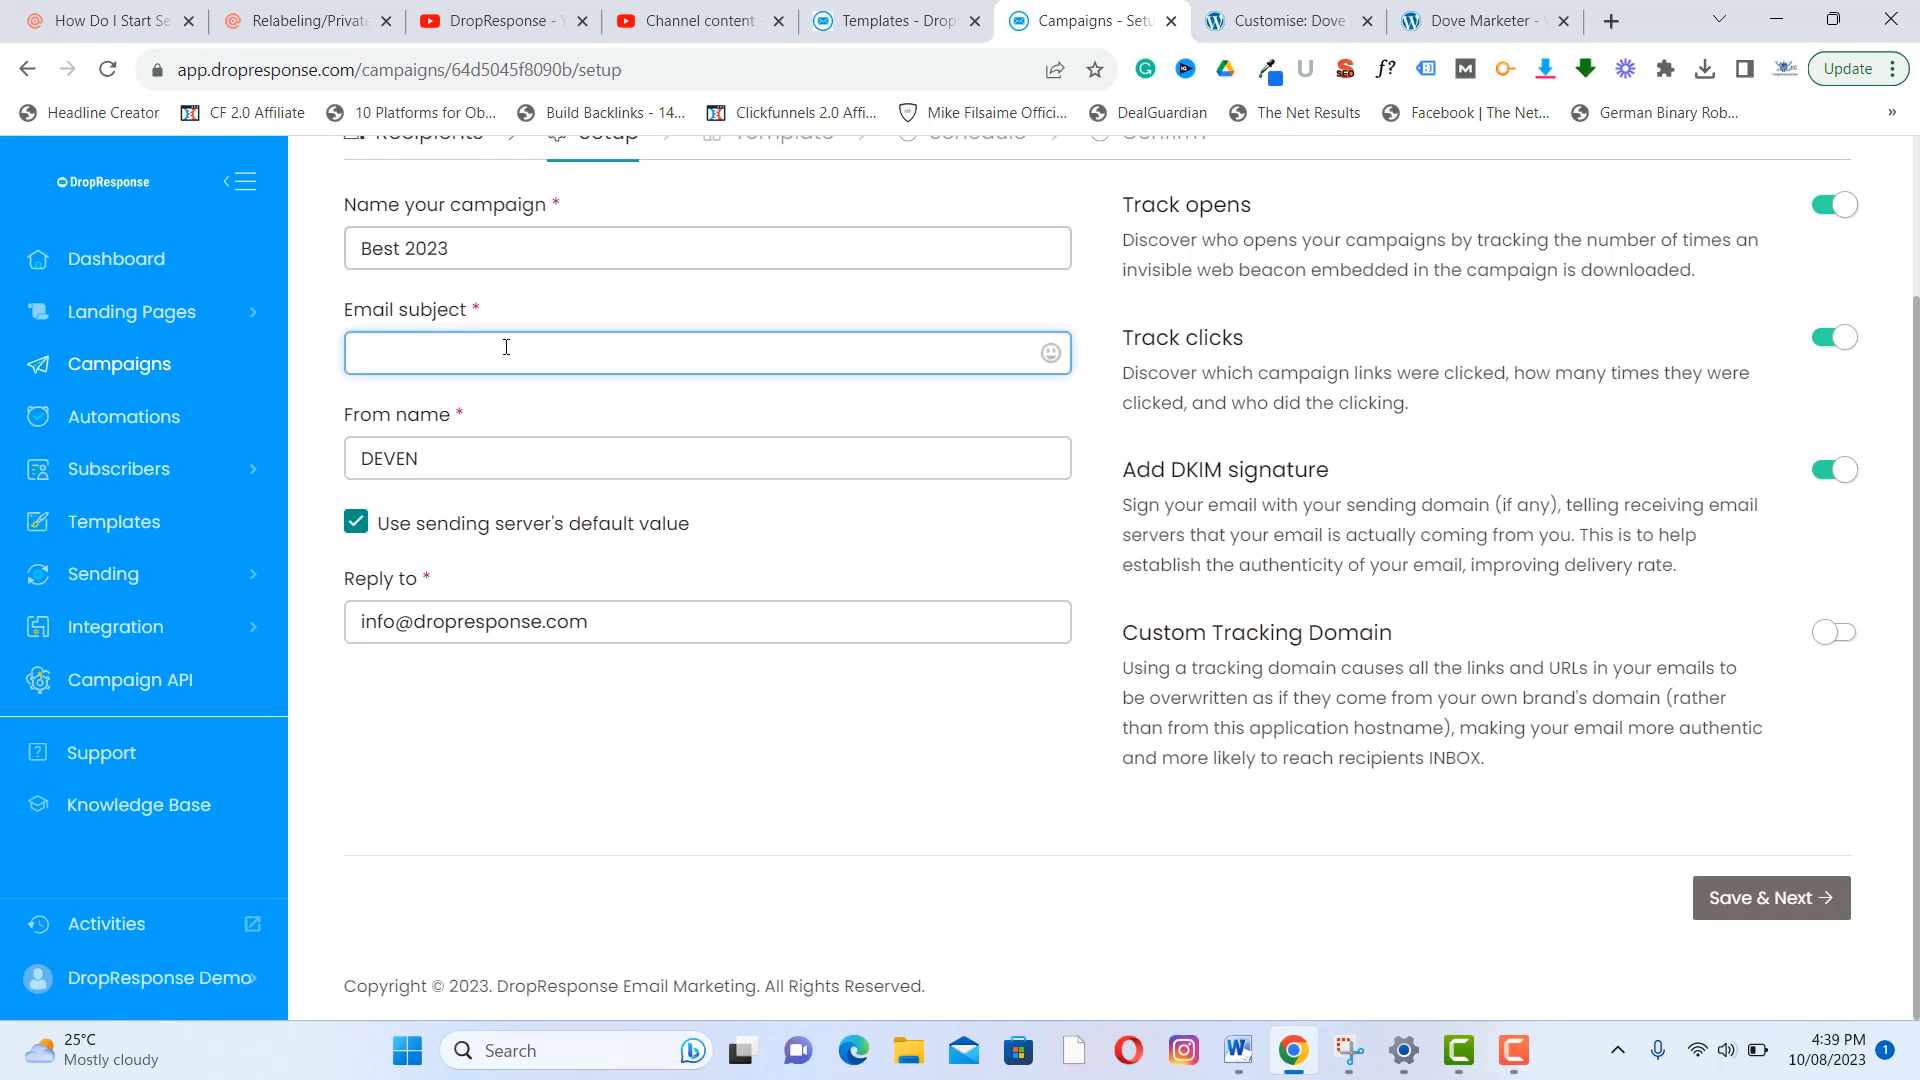 How Do I Start Se
Relabeling/Private
DropResponse - Y
Channel content -
Templates - Drop
Campaigns - Setu
Customise: Dove
Dove Marketer -
app.dropresponse.com/campaigns/64d5045f8090b/setup
Update
Headline Creator
CF 2.0 Affiliate
10 Platforms for Ob...
Build Backlinks - 14...
Clickfunnels 2.0 Affi...
Mike Filsaime Offici...
DealGuardian
The Net Results
Facebook | The Net...
German Binary Rob...
»
Recipients
Setup
Template
Schedule
Confirm
DropResponse
Dashboard
Landing Pages
Campaigns
Automations
Subscribers
Templates
Sending
Integration
Campaign API
Support
Knowledge Base
Activities
DropResponse Demo
Name your campaign *
Best 2023
Email subject *
From name *
DEVEN
Use sending server's default value
Reply to *
info@dropresponse.com
Track opens
Discover who opens your campaigns by tracking the number of times an
invisible web beacon embedded in the campaign is downloaded.
Track clicks
Discover which campaign links were clicked, how many times they were
clicked, and who did the clicking.
Add DKIM signature
Sign your email with your sending domain (if any), telling receiving email
servers that your email is actually coming from you. This is to help
establish the authenticity of your email, improving delivery rate.
Custom Tracking Domain
Using a tracking domain causes all the links and URLs in your emails to
be overwritten as if they come from your own brand's domain (rather
than from this application hostname), making your email more authentic
and more likely to reach recipients INBOX.
Save & Next →
Copyright © 2023. DropResponse Email Marketing. All Rights Reserved.
25°C
Mostly cloudy
Search
4:39 PM
10/08/2023
1